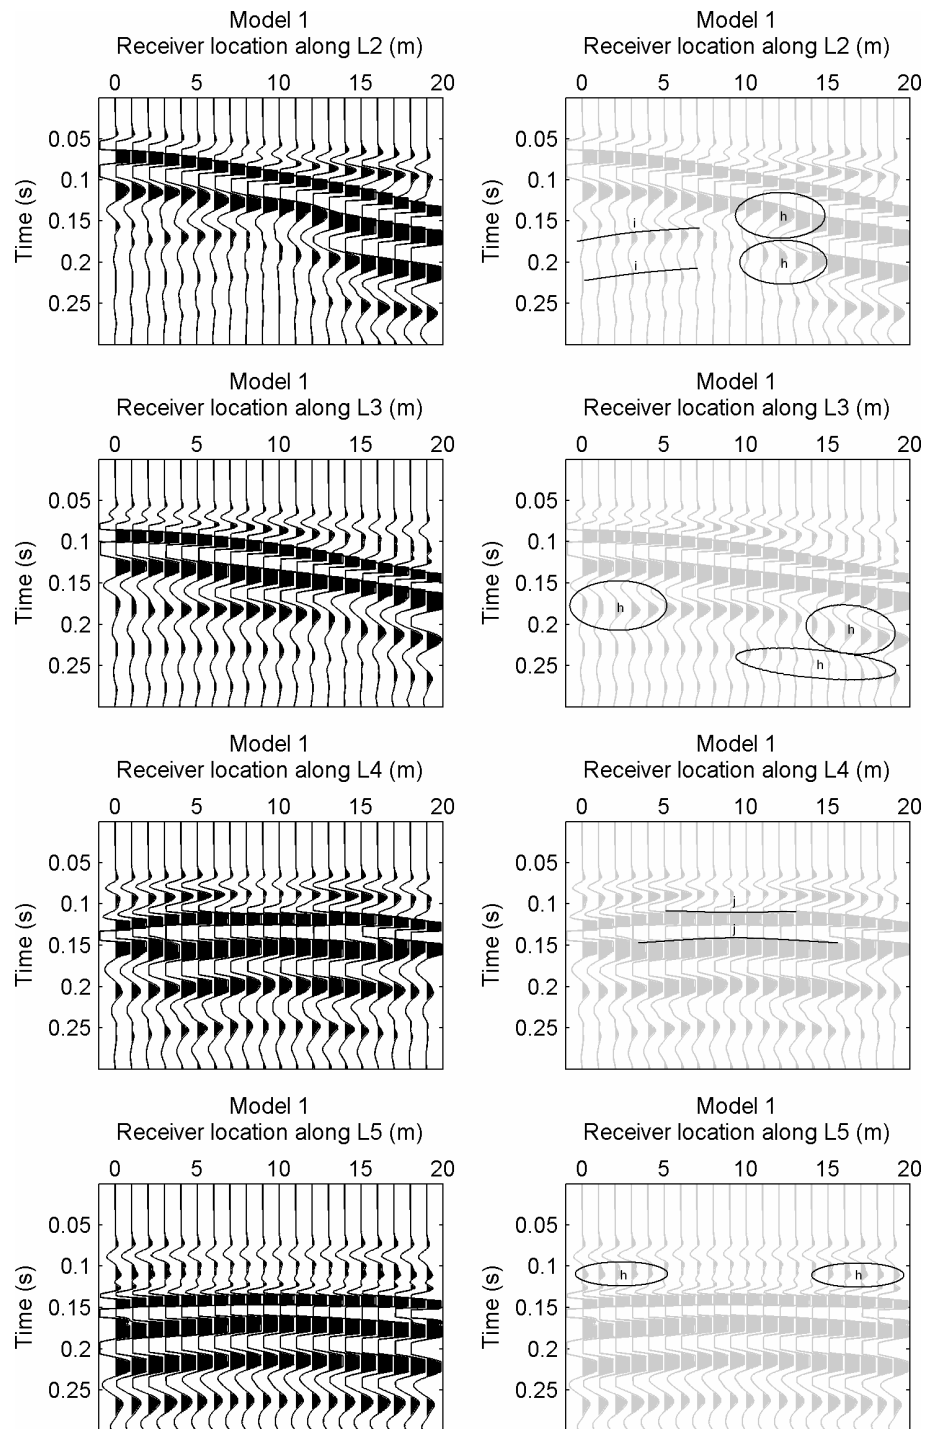 Model 1
Receiver location along L2 (m)
0 5 10 15 20
Time (s)
0.05
0.1
0.15
0.2
0.25
Model 1
Receiver location along L2 (m)
0 5 10 15 20
Time (s)
0.05
0.1
0.15
0.2
0.25
h
i
h
i
Model 1
Receiver location along L3 (m)
0 5 10 15 20
Time (s)
0.05
0.1
0.15
0.2
0.25
Model 1
Receiver location along L3 (m)
0 5 10 15 20
Time (s)
0.05
0.1
0.15
0.2
0.25
h
h
h
Model 1
Receiver location along L4 (m)
0 5 10 15 20
Time (s)
0.05
0.1
0.15
0.2
0.25
Model 1
Receiver location along L4 (m)
0 5 10 15 20
Time (s)
0.05
0.1
0.15
0.2
0.25
j
j
Model 1
Receiver location along L5 (m)
0 5 10 15 20
Time (s)
0.05
0.1
0.15
0.2
0.25
Model 1
Receiver location along L5 (m)
0 5 10 15 20
Time (s)
0.05
0.1
0.15
0.2
0.25
h
h